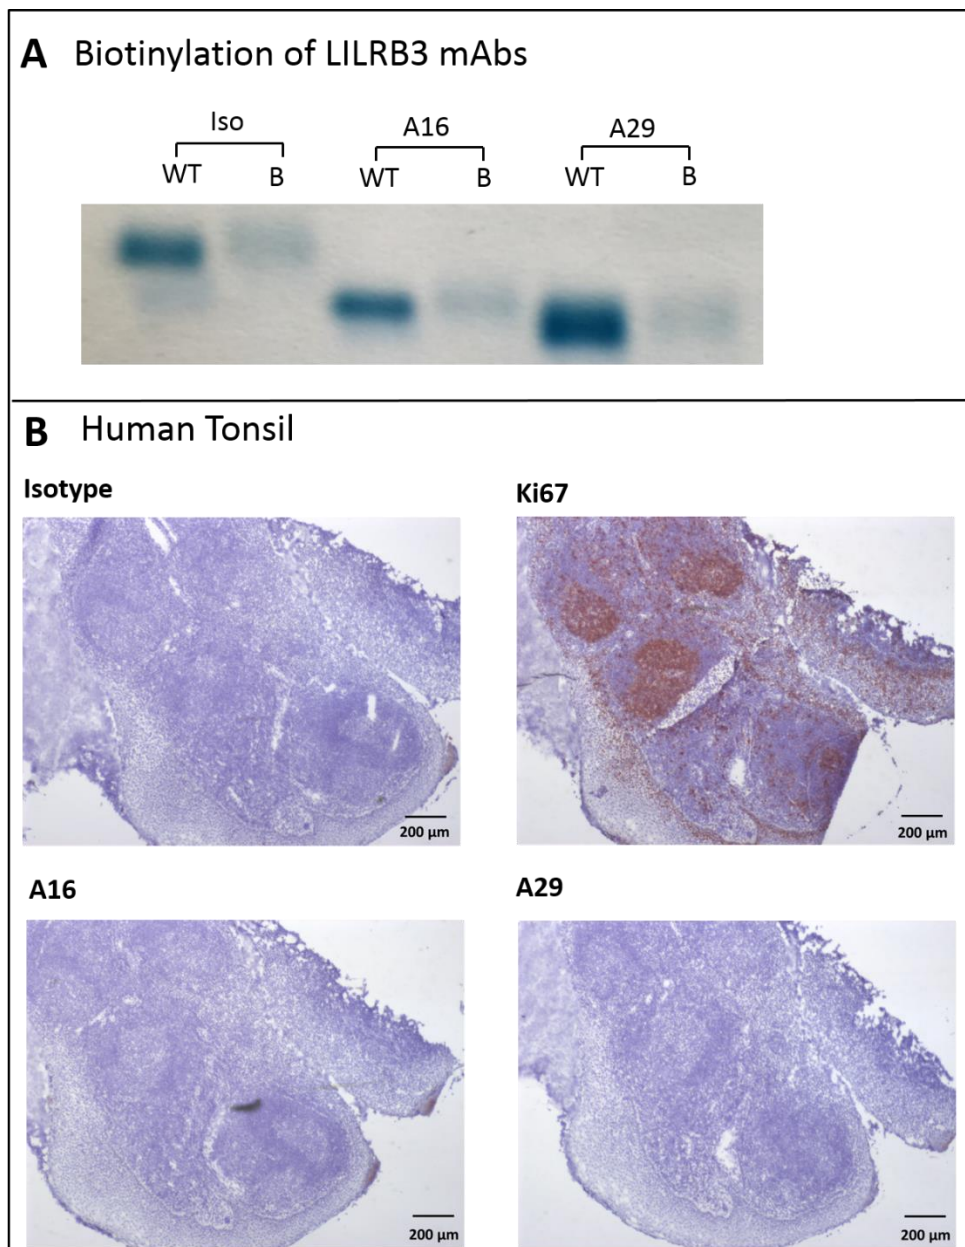 A Biotinylation of LILRB3 mAbs
Iso A16 A29
WT B WT B WT B
B Human Tonsil
Isotype Ki67
200 µm 200 µm
A16 A29
200 µm 200 µm